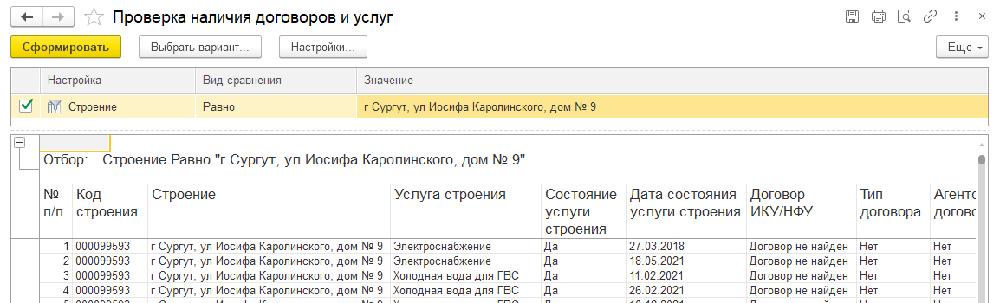 Проверка наличия договоров и услуг
Сформировать Выбрать вариант... Настройки... Еще
Настройка Вид сравнения Значение
Строение Равно г Сургут, ул Иосифа Каролинского, дом № 9
Отбор: Строение Равно "г Сургут, ул Иосифа Каролинского, дом № 9"
№ Код Строение Услуга строения Состояние Дата состояния Договор Тип Агентс
п/п строения услуги услуги строения ИКУ/НФУ договора догово
строения
1 000099593 г Сургут, ул Иосифа Каролинского, дом № 9 Электроснабжение Да 27.03.2018 Договор не найден Нет Нет
2 000099593 г Сургут, ул Иосифа Каролинского, дом № 9 Электроснабжение Да 18.05.2021 Договор не найден Нет Нет
3 000099593 г Сургут, ул Иосифа Каролинского, дом № 9 Холодная вода для ГВС Да 11.02.2021 Договор не найден Нет Нет
4 000099593 г Сургут, ул Иосифа Каролинского, дом № 9 Холодная вода для ГВС Да 26.02.2021 Договор не найден Нет Нет